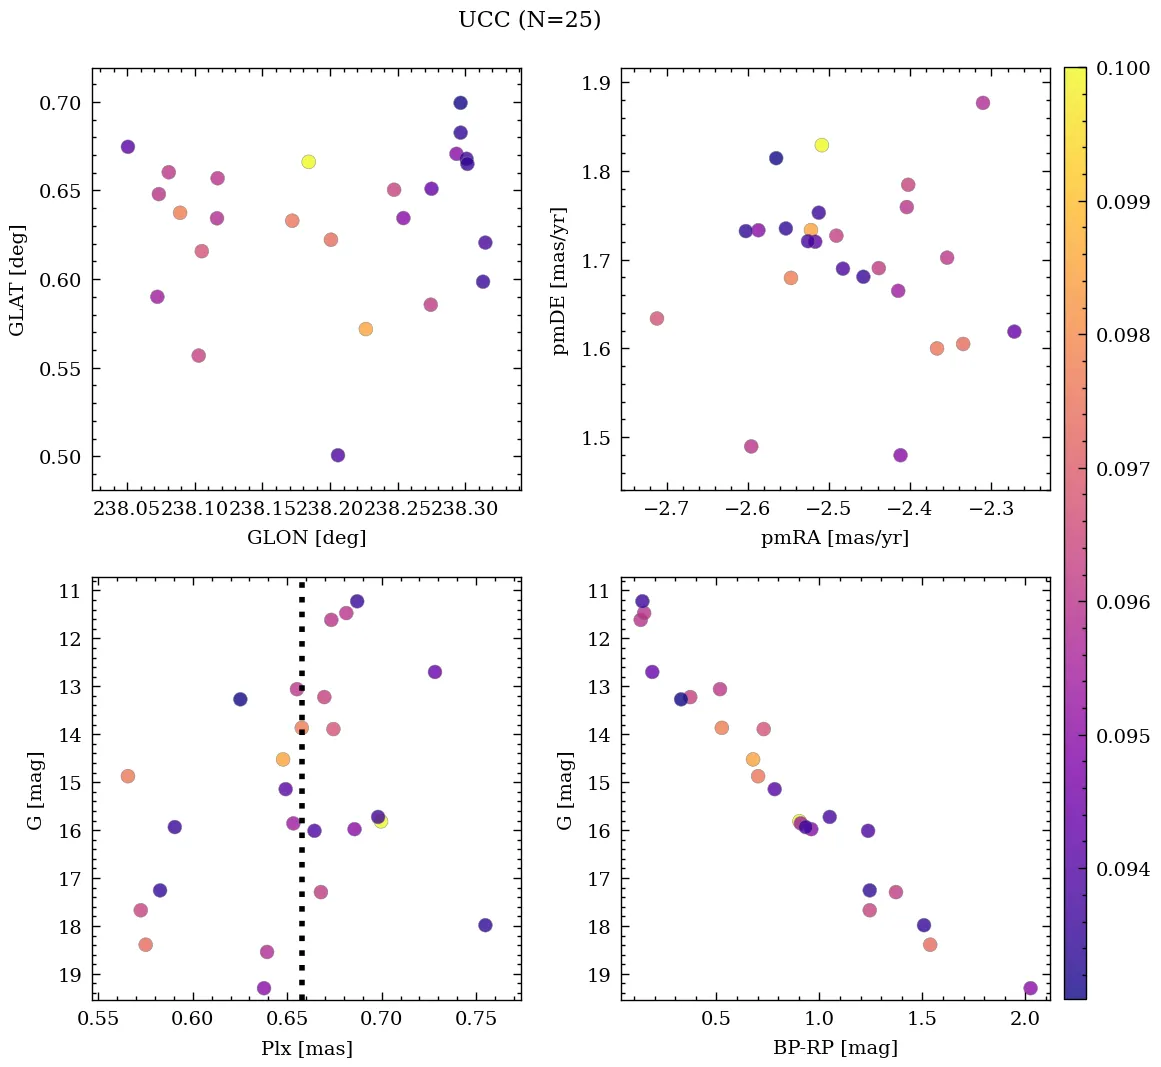 UCC (N=25)
0.70
0.65
0.60
0.55
0.50
GLAT [deg]
238.05 238.10 238.15 238.20 238.25 238.30
GLON [deg]
1.9
1.8
1.7
1.6
1.5
pmDE [mas/yr]
−2.7 −2.6 −2.5 −2.4 −2.3
pmRA [mas/yr]
11
12
13
14
15
16
17
18
19
G [mag]
0.55 0.60 0.65 0.70 0.75
Plx [mas]
11
12
13
14
15
16
17
18
19
G [mag]
0.5 1.0 1.5 2.0
BP-RP [mag]
0.100
0.099
0.098
0.097
0.096
0.095
0.094